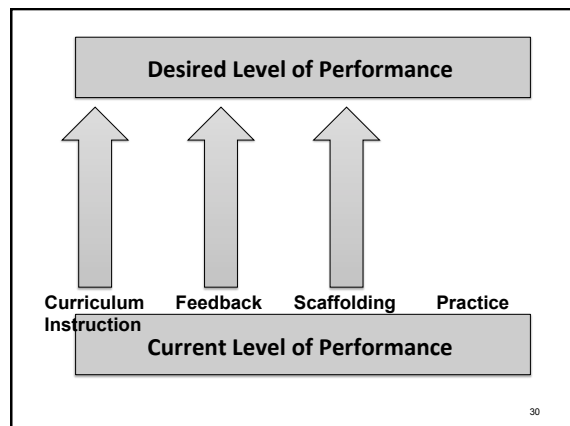 Desired Level of Performance
Curriculum Feedback Scaffolding Practice
Instruction
Current Level of Performance
30